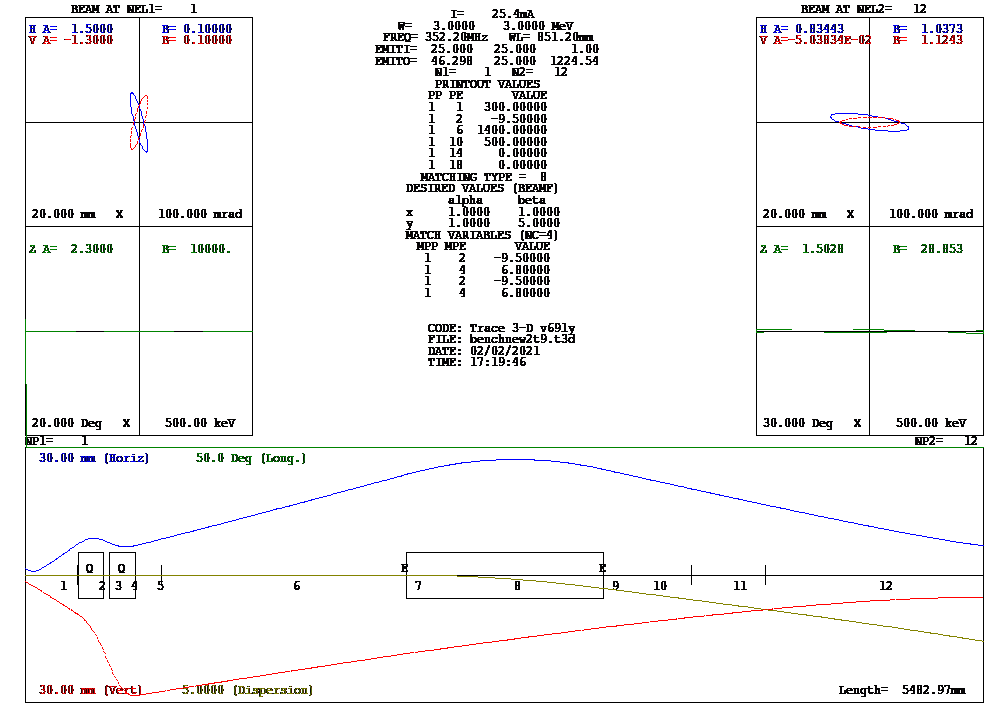 BEAM AT NEL1= 1
H A= 1.5000 B= 0.10000
V A= -1.3000 B= 0.10000
20.000 mm X 100.000 mrad
Z A= 2.3000 B= 10000.
20.000 Deg X 500.00 keV
I= 25.4mA
W= 3.0000 3.0000 MeV
FREQ= 352.20MHz WL= 851.20mm
EMITI= 25.000 25.000 1.00
EMITO= 46.298 25.000 1224.54
N1= 1 N2= 12
PRINTOUT VALUES
PP PE VALUE
1 1 300.00000
1 2 -9.50000
1 6 1400.00000
1 10 500.00000
1 14 0.00000
1 18 0.00000
MATCHING TYPE = 8
DESIRED VALUES (BEAMF)
alpha beta
x 1.0000 1.0000
y 1.0000 5.0000
MATCH VARIABLES (NC=4)
MPP MPE VALUE
1 2 -9.50000
1 4 6.80000
1 2 -9.50000
1 4 6.80000
CODE: Trace 3-D v69ly
FILE: benchnew2t9.t3d
DATE: 02/02/2021
TIME: 17:19:46
BEAM AT NEL2= 12
H A= 0.83443 B= 1.0373
V A=-5.03834E-02 B= 1.1243
20.000 mm X 100.000 mrad
Z A= 1.5028 B= 28.853
30.000 Deg X 500.00 keV
NP1= 1
NP2= 12
30.00 mm (Horiz) 50.0 Deg (Long.)
Q Q E E
1 2 3 4 5 6 7 8 9 10 11 12
30.00 mm (Vert) 5.0000 (Dispersion)
Length= 5482.97mm